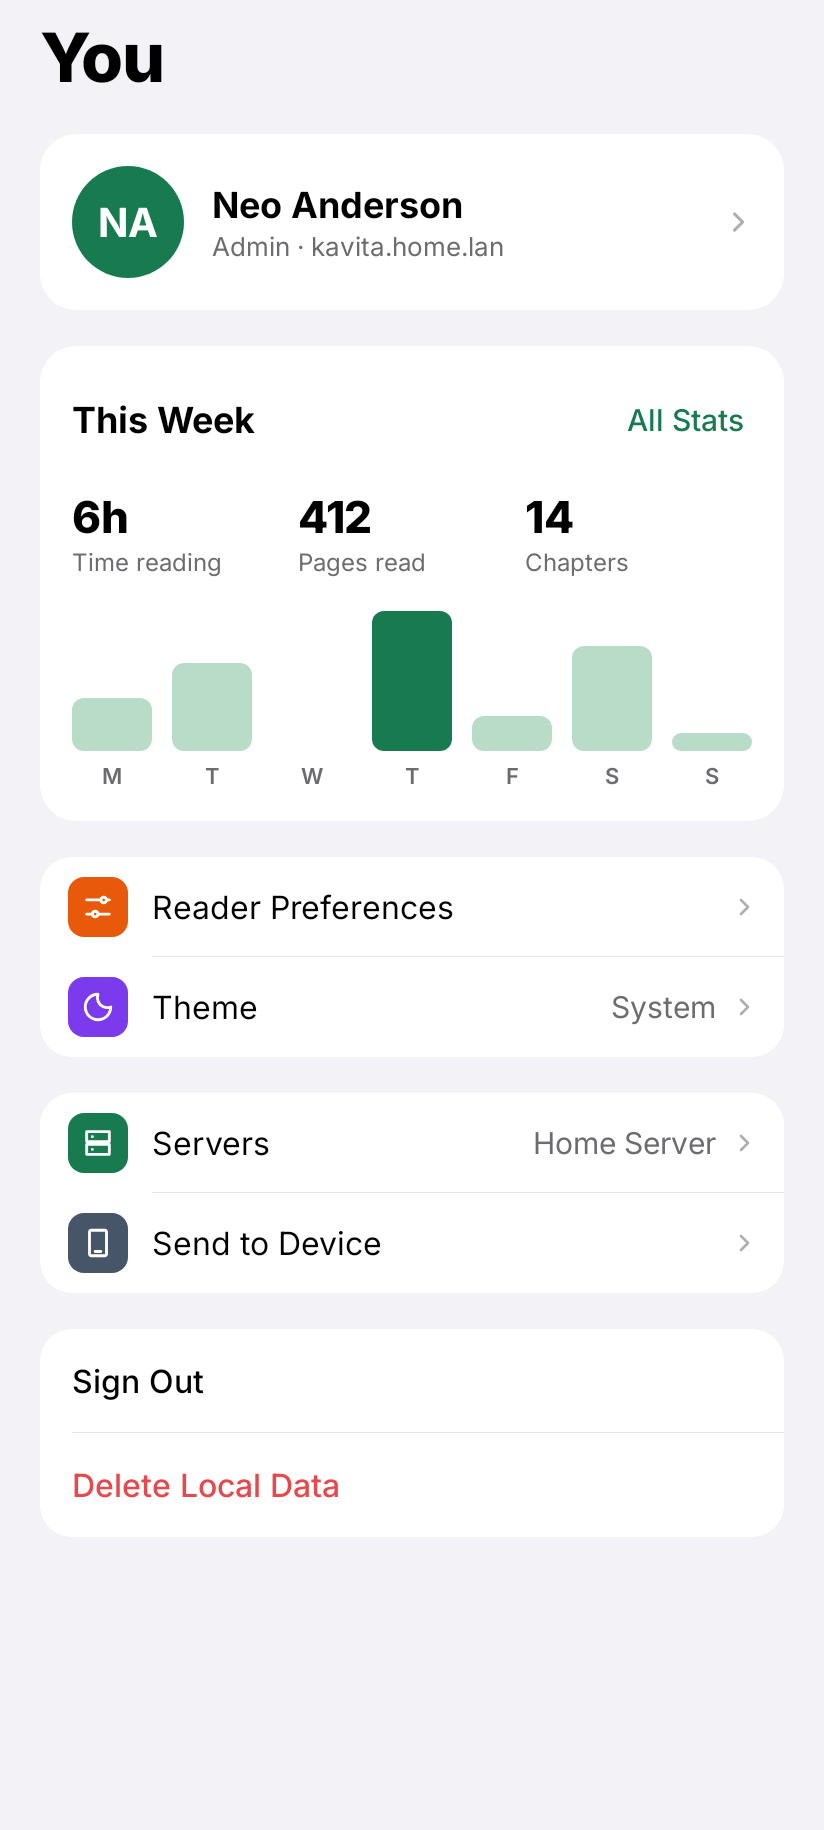 You
NA
Neo Anderson
Admin · kavita.home.lan
This Week
All Stats
6h
412
14
Time reading
Pages read
Chapters
M T W T F S S
Reader Preferences
Theme
System
Servers
Home Server
Send to Device
Sign Out
Delete Local Data